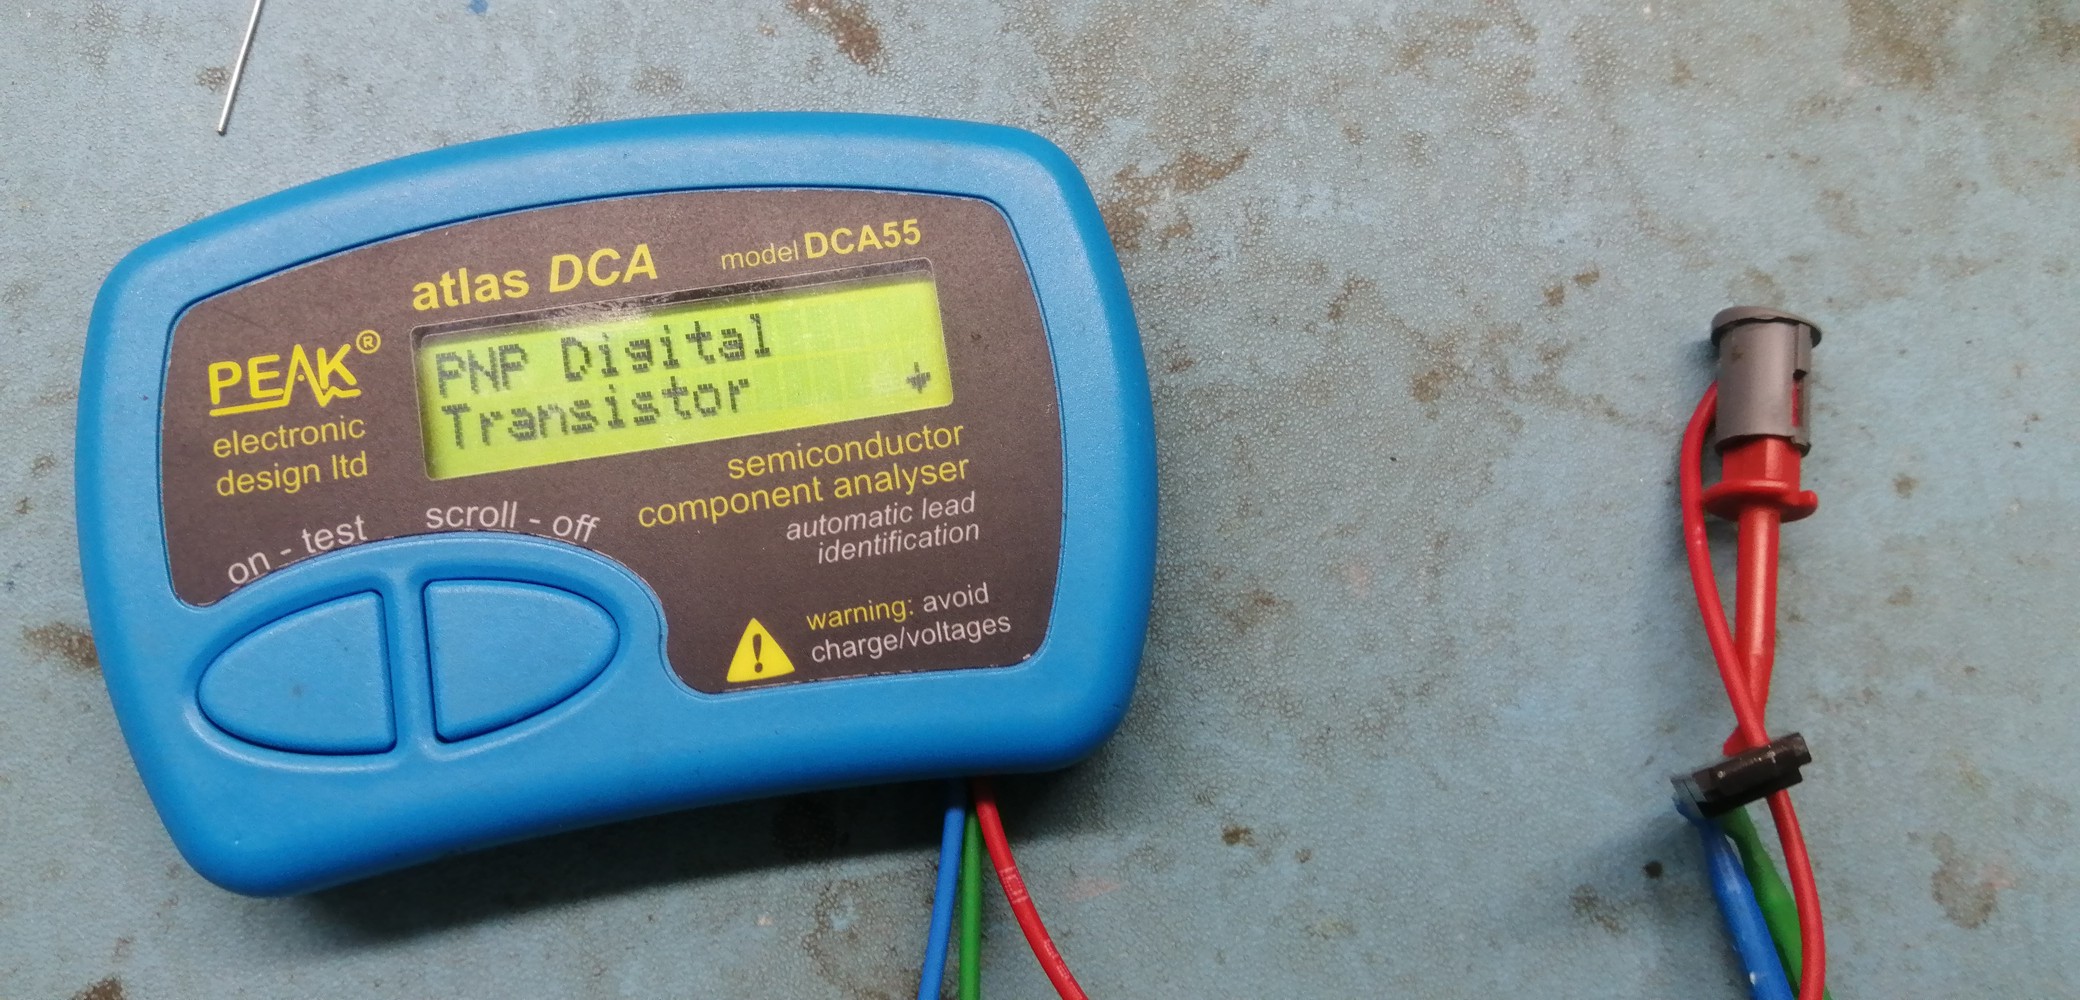 atlas DCA
model DCA55
PNP Digital
Transistor
PEAK®
electronic
design ltd
semiconductor
component analyser
automatic lead
identification
on - test
scroll - off
warning: avoid
charge/voltages